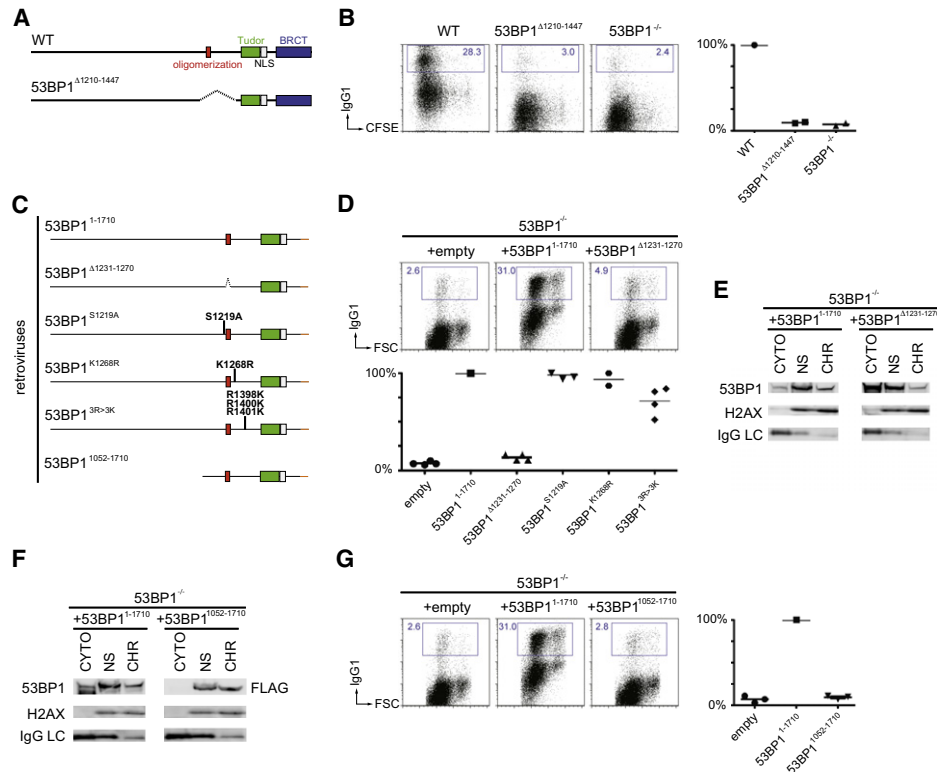 A
WT
Tudor
BRCT
oligomerization
NLS
53BP1Δ1210-1447
B
WT
53BP1Δ1210-1447
53BP1-/-
28.3
3.0
2.4
IgG1
CFSE
100%
0%
WT
53BP1Δ1210-1447
53BP1-/-
C
retroviruses
53BP11-1710
53BP1Δ1231-1270
53BP1S1219A
S1219A
53BP1K1268R
K1268R
R1398K
R1400K
R1401K
53BP13R>3K
53BP11052-1710
D
53BP1-/-
+empty
+53BP11-1710
+53BP1Δ1231-1270
2.6
31.0
4.9
IgG1
FSC
100%
0%
empty
53BP11-1710
53BP1Δ1231-1270
53BP1S1219A
53BP1K1268R
53BP13R>3K
E
53BP1-/-
+53BP11-1710
+53BP1Δ1231-1270
CYTO
NS
CHR
CYTO
NS
CHR
53BP1
H2AX
IgG LC
F
53BP1-/-
+53BP11-1710
+53BP11052-1710
CYTO
NS
CHR
CYTO
NS
CHR
53BP1
FLAG
H2AX
IgG LC
G
53BP1-/-
+empty
+53BP11-1710
+53BP11052-1710
2.6
31.0
2.8
IgG1
FSC
100%
0%
empty
53BP11-1710
53BP11052-1710